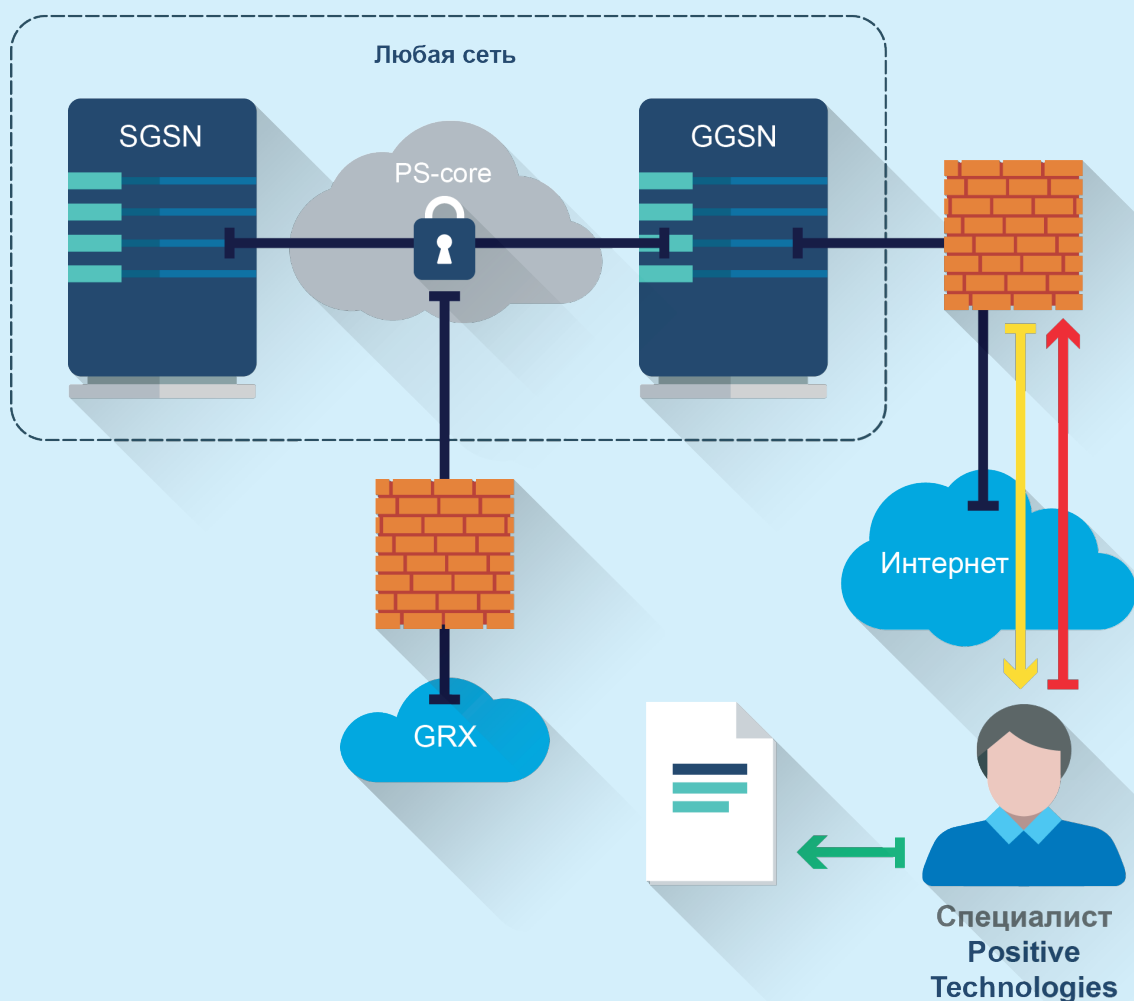 Любая сеть
SGSN
PS-core
GGSN
Интернет
GRX
Специалист
Positive
Technologies